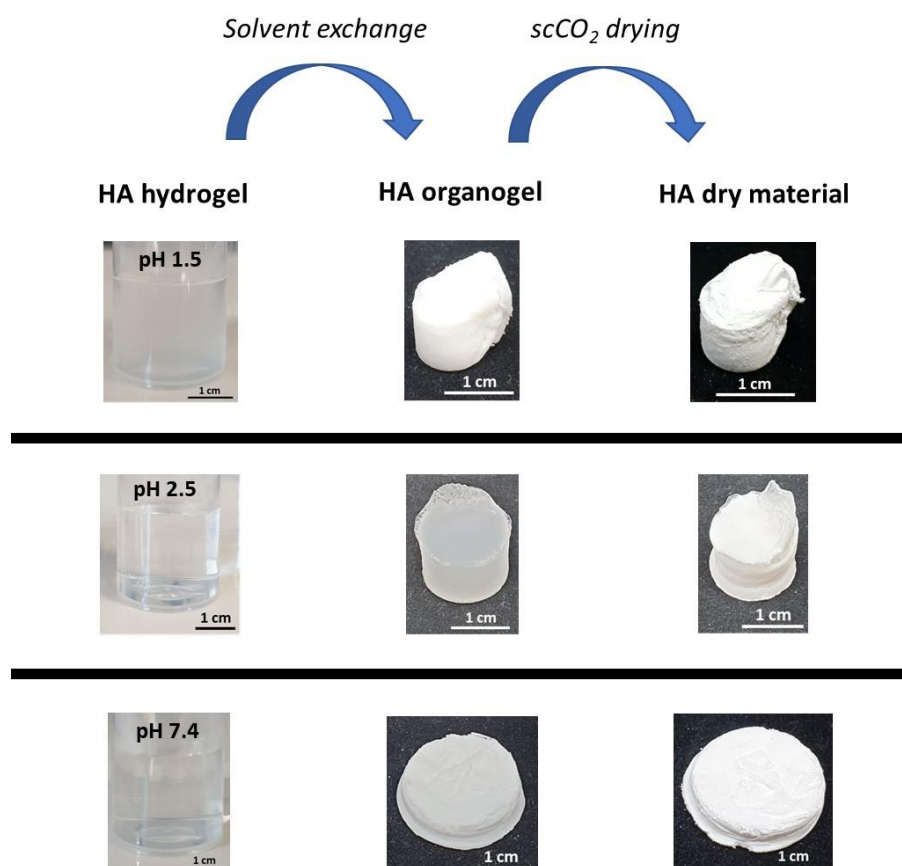 Solvent exchange
scCO₂ drying
HA hydrogel
HA organogel
HA dry material
pH 1.5
1 cm
1 cm
1 cm
pH 2.5
1 cm
1 cm
1 cm
pH 7.4
1 cm
1 cm
1 cm